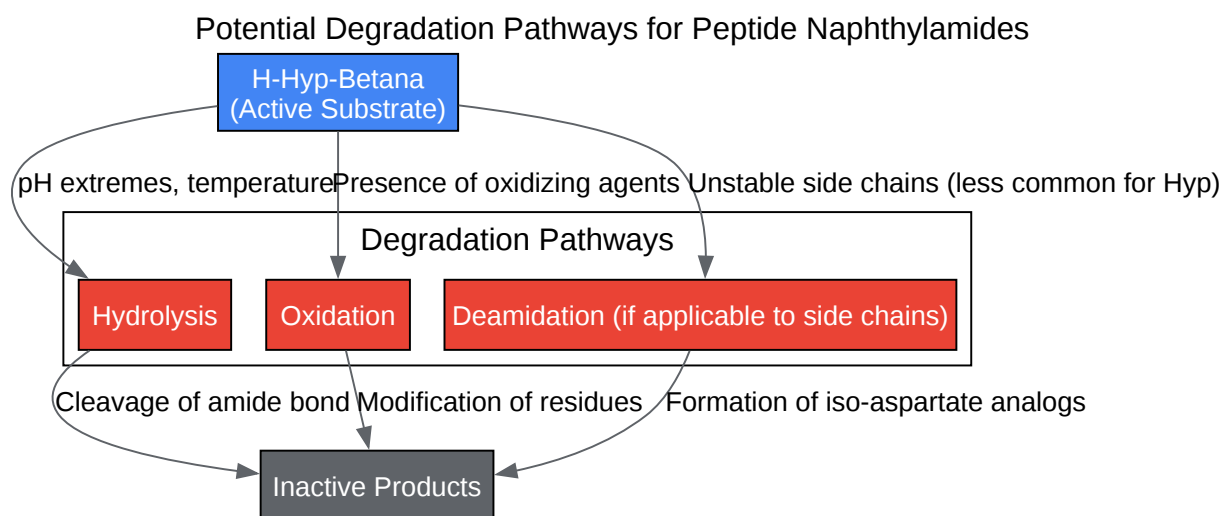 Potential Degradation Pathways for Peptide Naphthylamides
H-Hyp-Betana
(Active Substrate)
pH extremes, temperature
Presence of oxidizing agents
Unstable side chains (less common for Hyp)
Degradation Pathways
Hydrolysis
Oxidation
Deamidation (if applicable to side chains)
Cleavage of amide bond
Modification of residues
Formation of iso-aspartate analogs
Inactive Products